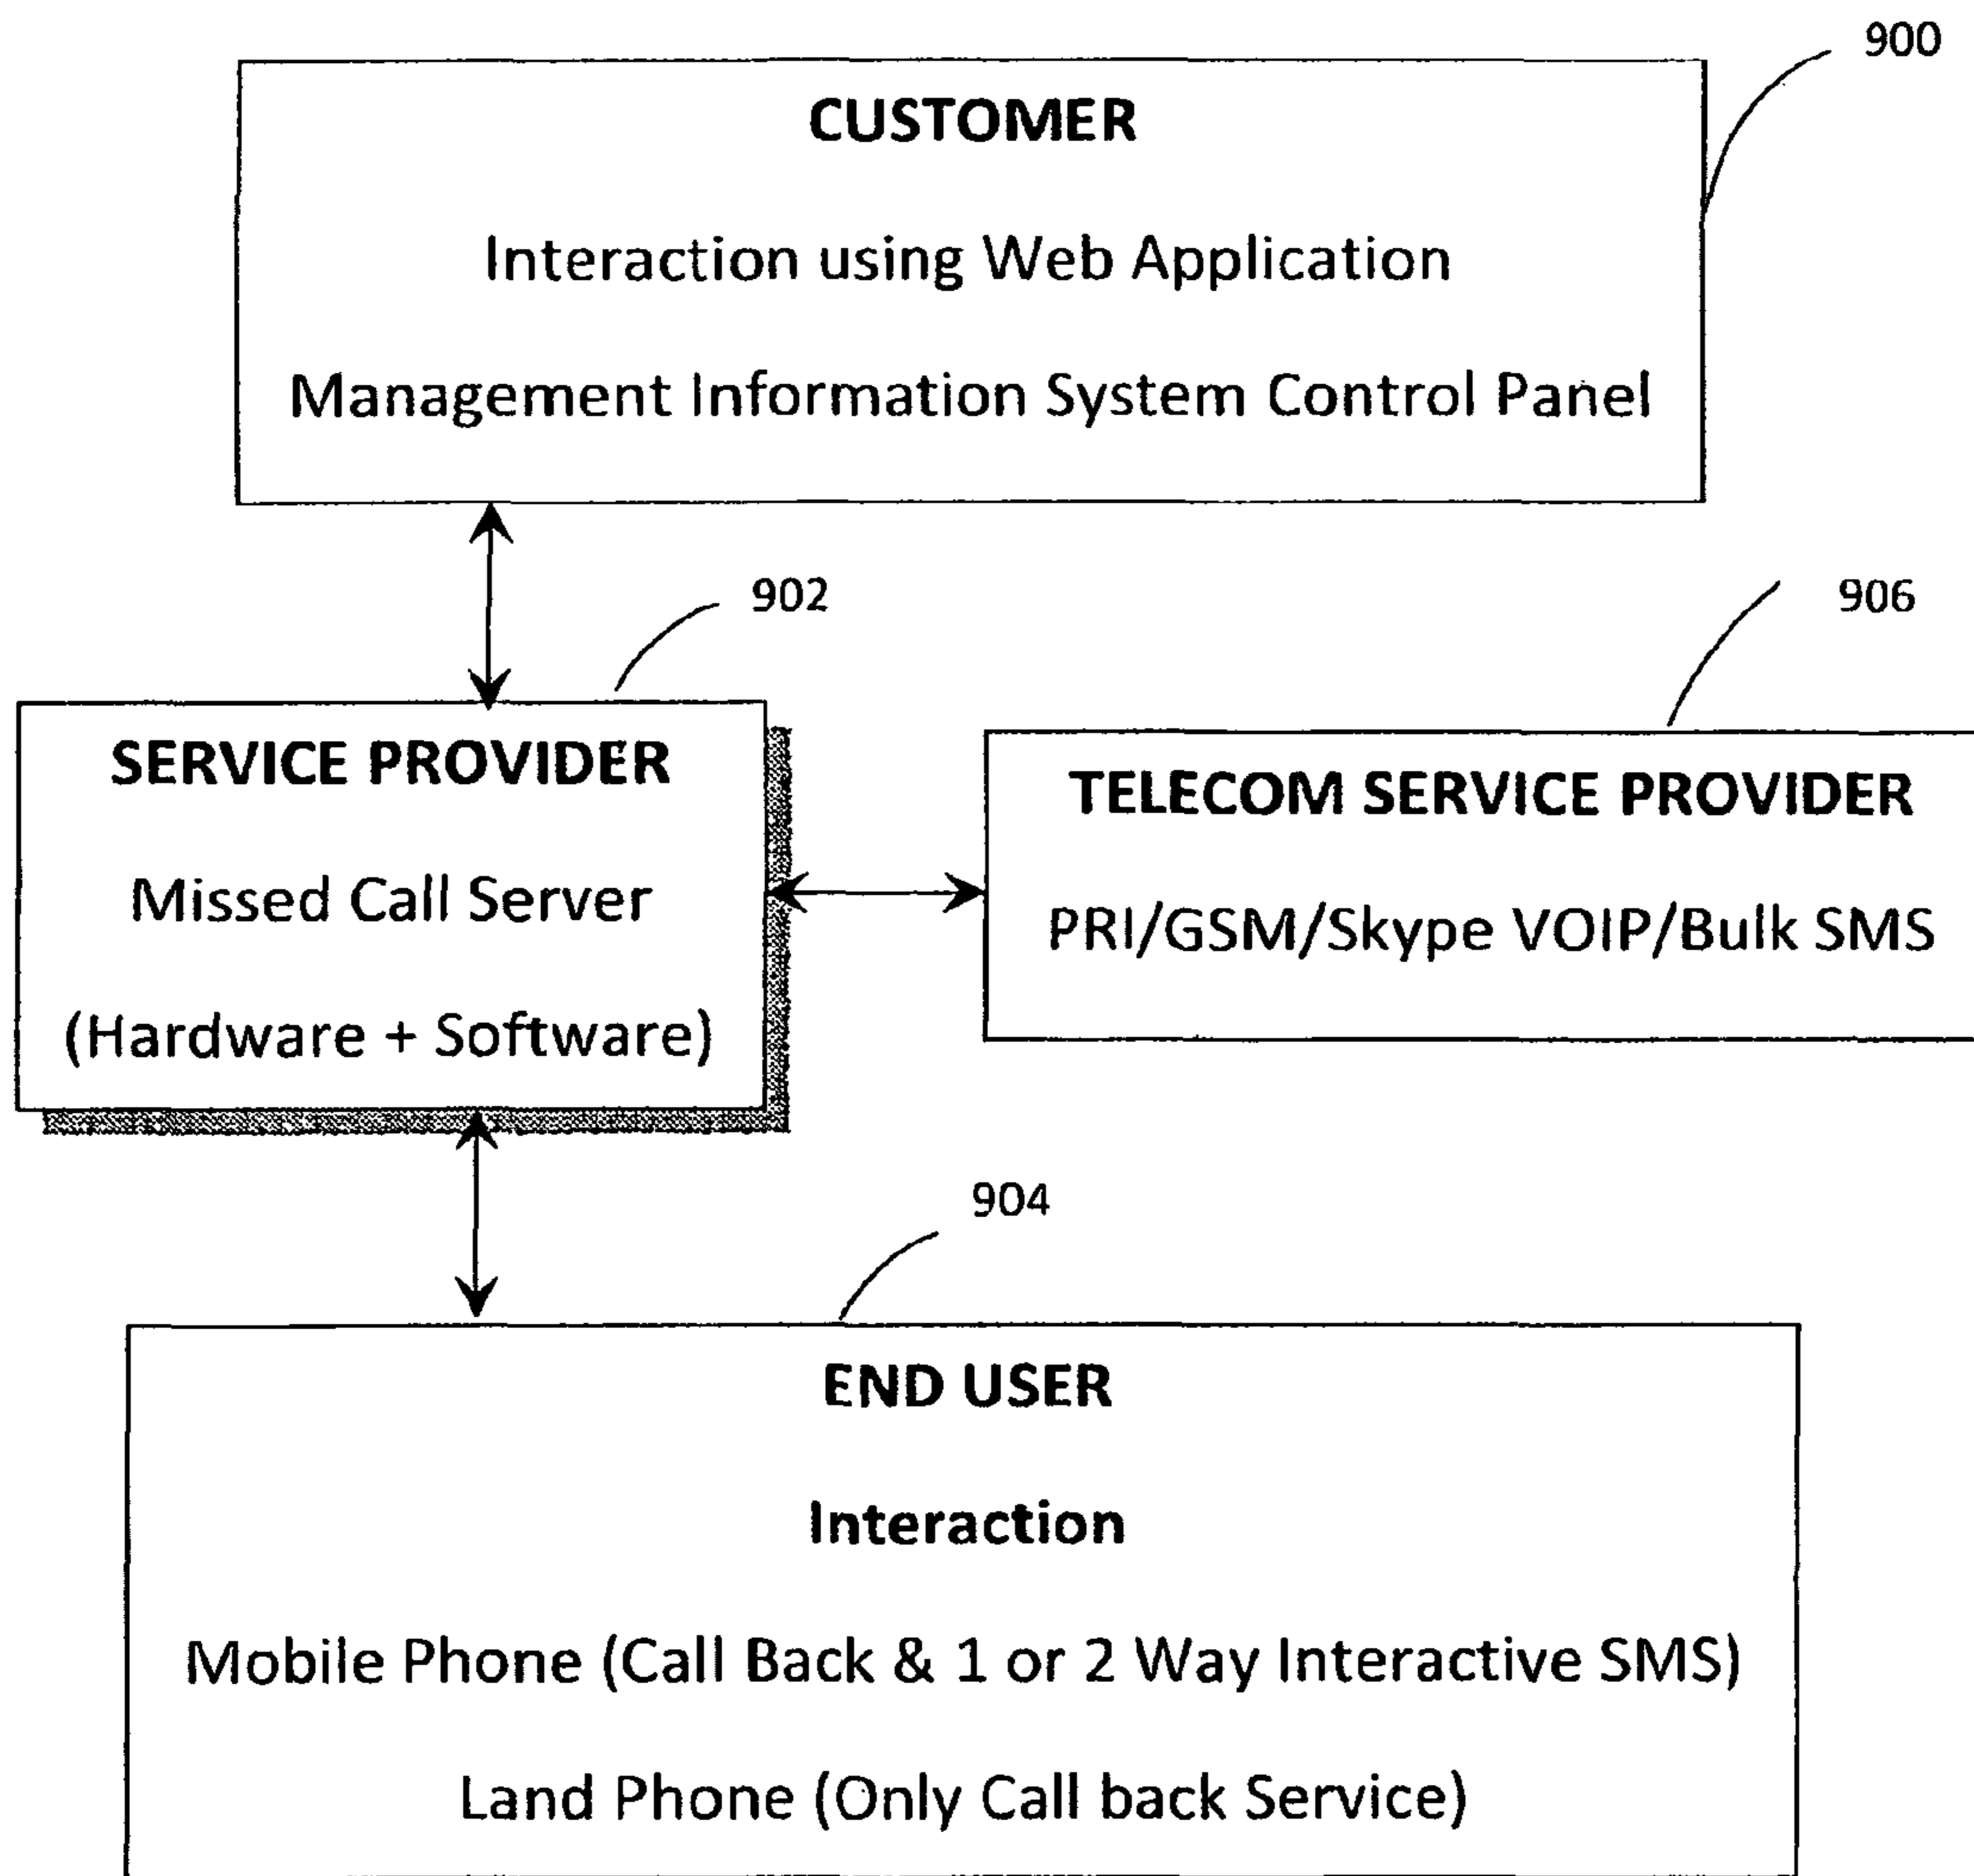 900
CUSTOMER
Interaction using Web Application
Management Information System Control Panel
902
906
SERVICE PROVIDER
Missed Call Server
(Hardware + Software)
TELECOM SERVICE PROVIDER
PRI/GSM/Skype VOIP/Bulk SMS
904
END USER
Interaction
Mobile Phone (Call Back & 1 or 2 Way Interactive SMS)
Land Phone (Only Call back Service)